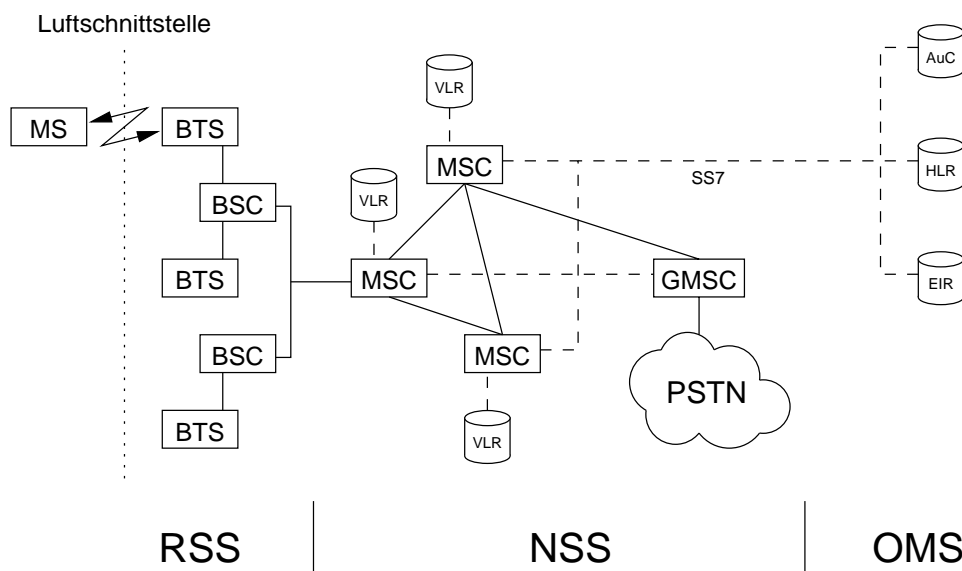 Luftschnittstelle
AuC
VLR
MS
BTS
MSC
SS7
HLR
VLR
BSC
BTS
MSC
GMSC
EIR
BSC
MSC
PSTN
BTS
VLR
RSS
NSS
OMS